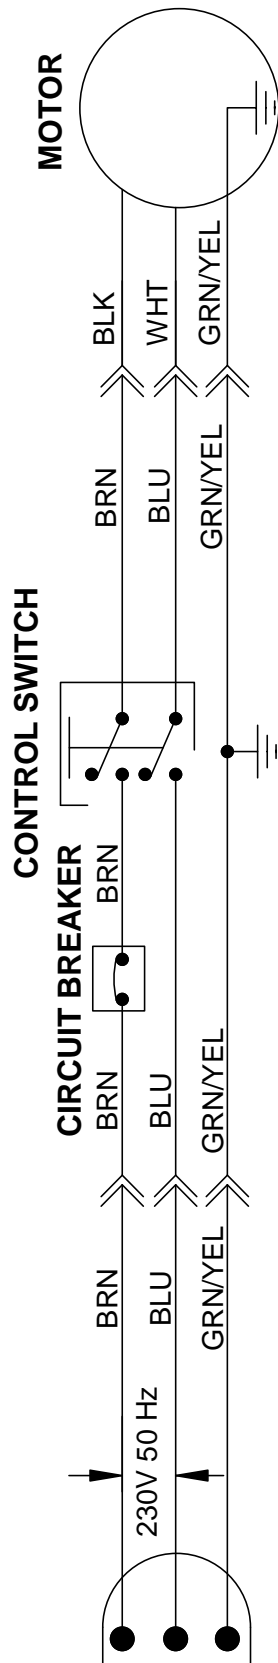 MOTOR
BLK
WHT
GRN/YEL
BRN
BLU
GRN/YEL
CONTROL SWITCH
BRN
CIRCUIT BREAKER
BRN
BLU
GRN/YEL
BRN
BLU
GRN/YEL
230V 50 Hz